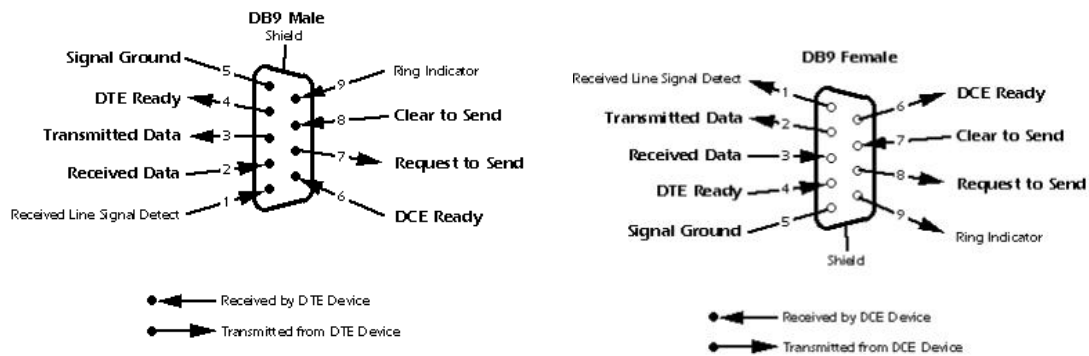 DB9 Male
Shield
Signal Ground
5
9
Ring Indicator
DTE Ready
4
8
Clear to Send
Transmitted Data
3
7
Request to Send
Received Data
2
6
DCE Ready
Received Line Signal Detect
1
Received by DTE Device
Transmitted from DTE Device
DB9 Female
Received Line Signal Detect
1
6
DCE Ready
Transmitted Data
2
7
Clear to Send
Received Data
3
8
Request to Send
DTE Ready
4
9
Ring Indicator
Signal Ground
5
Shield
Received by DCE Device
Transmitted from DCE Device